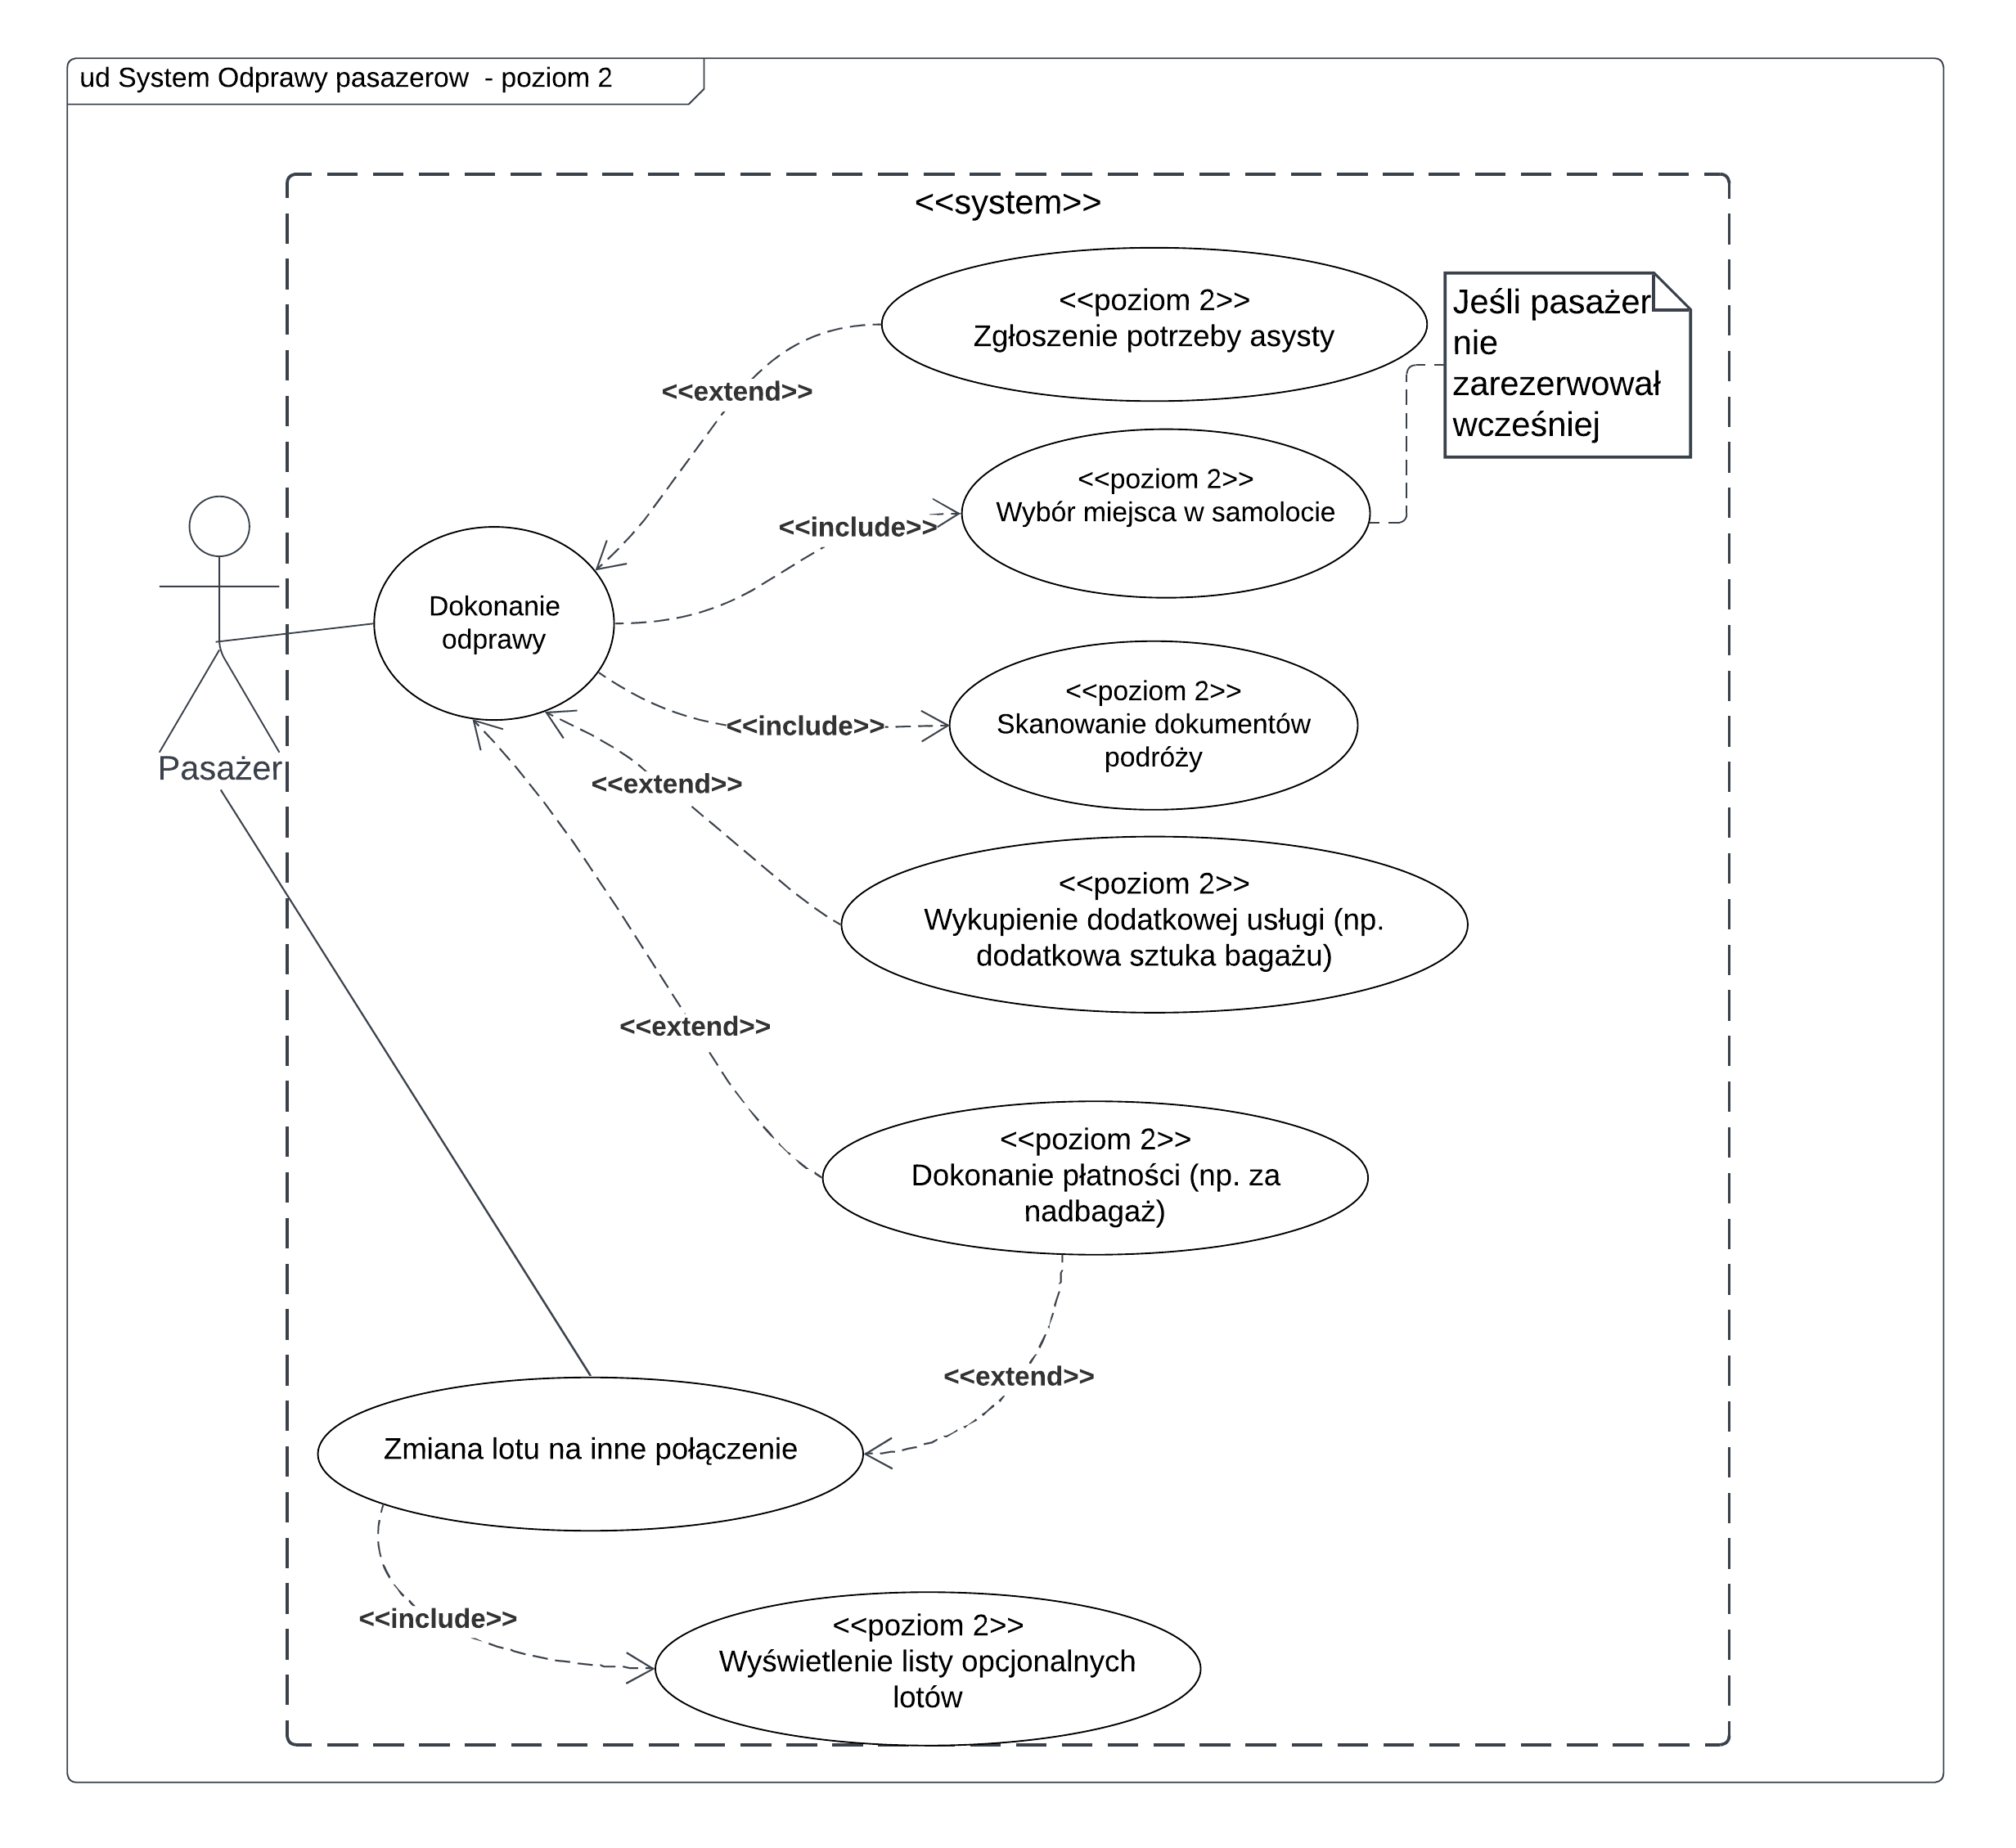 ud System Odprawy pasazerow  - poziom 2
<<system>>
<<poziom 2>>
Zgłoszenie potrzeby asysty
Jeśli pasażer
nie
zarezerwował
wcześniej
<<extend>>
<<poziom 2>>
Wybór miejsca w samolocie
<<include>>
Dokonanie
odprawy
<<poziom 2>>
Skanowanie dokumentów
podróży
<<include>>
Pasażer
<<extend>>
<<poziom 2>>
Wykupienie dodatkowej usługi (np.
dodatkowa sztuka bagażu)
<<extend>>
<<poziom 2>>
Dokonanie płatności (np. za
nadbagaż)
<<extend>>
Zmiana lotu na inne połączenie
<<include>>
<<poziom 2>>
Wyświetlenie listy opcjonalnych
lotów